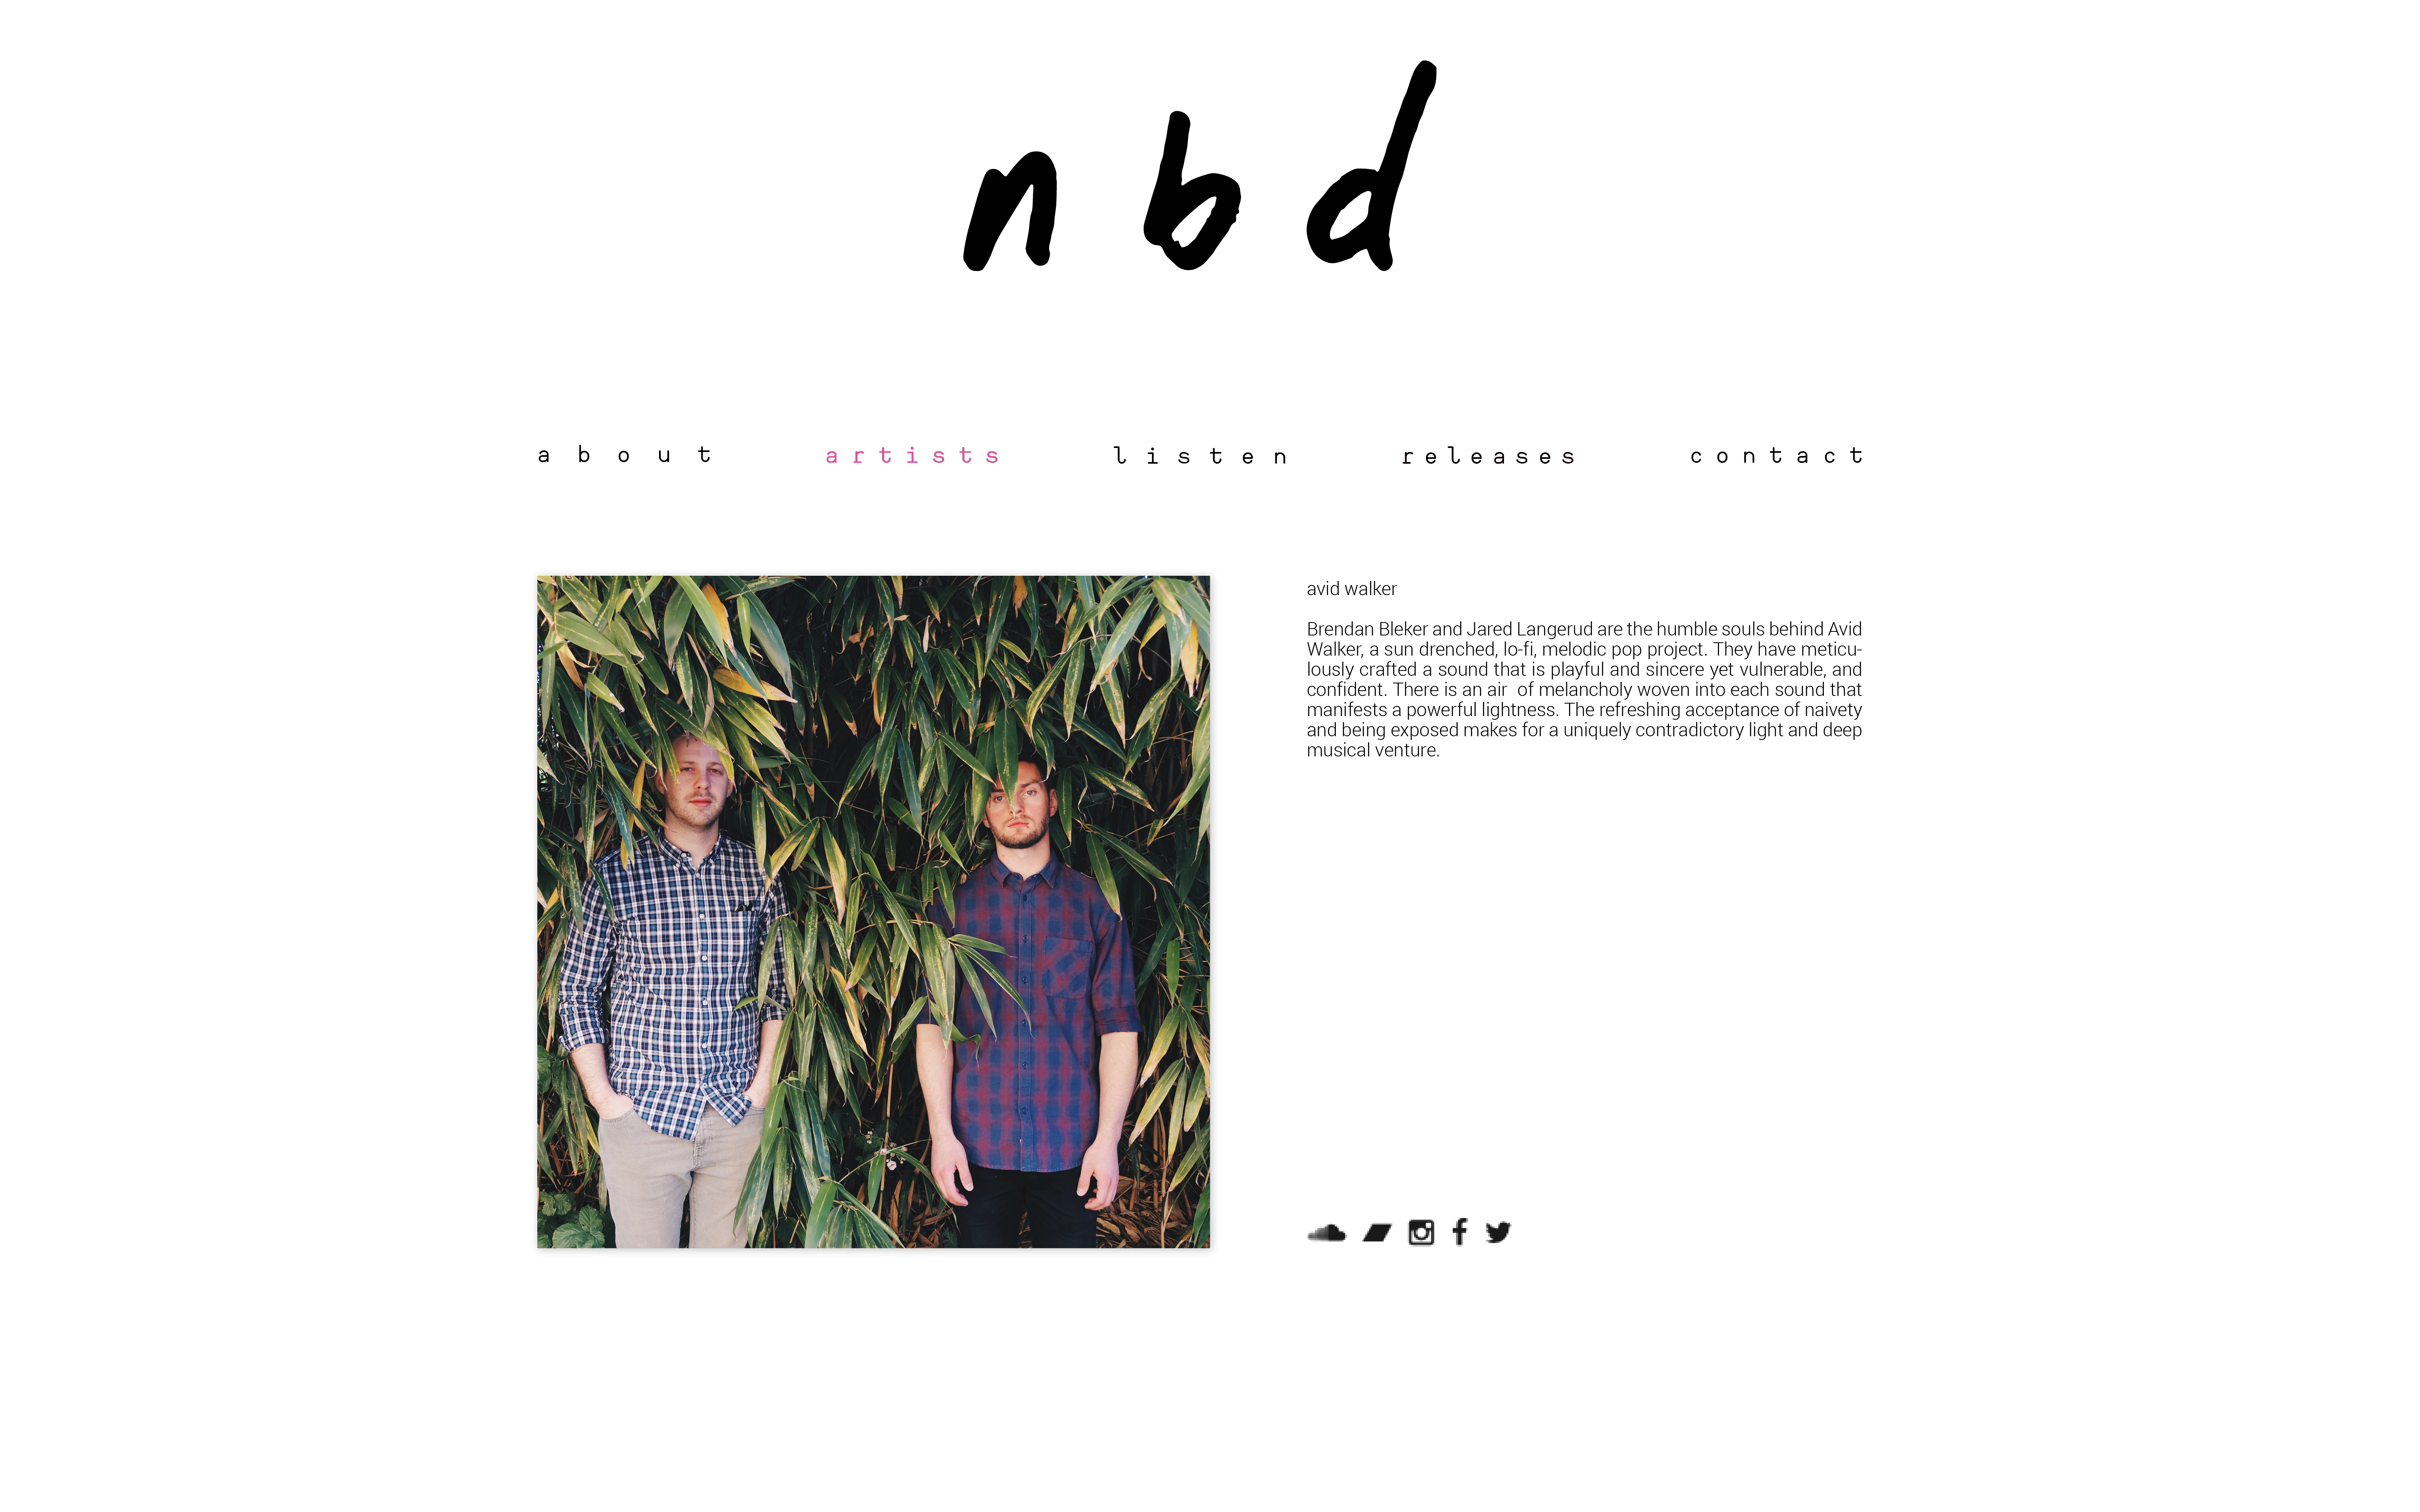 n b d
about artists listen releases contact
avid walker
Brendan Bleker and Jared Langerud are the humble souls behind Avid
Walker, a sun drenched, lo-fi, melodic pop project. They have meticu-
lously crafted a sound that is playful and sincere yet vulnerable, and
confident. There is an air  of melancholy woven into each sound that
manifests a powerful lightness. The refreshing acceptance of naivety
and being exposed makes for a uniquely contradictory light and deep
musical venture.